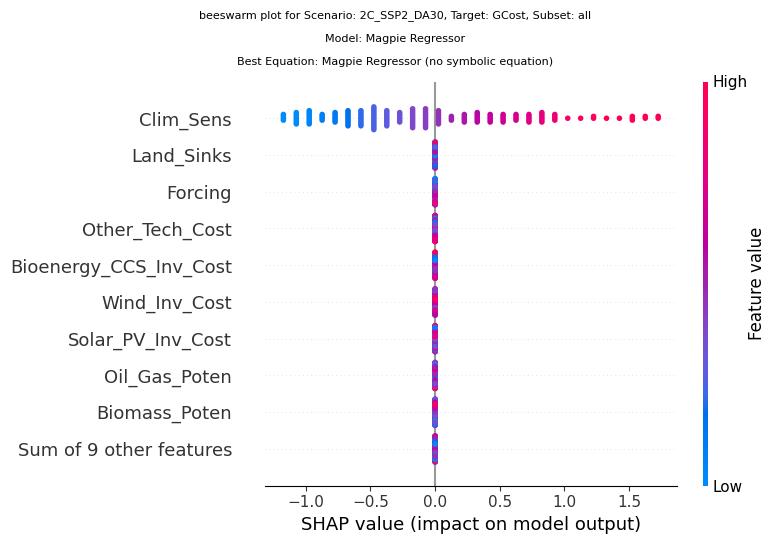 beeswarm plot for Scenario: 2C_SSP2_DA30, Target: GCost, Subset: all
Model: Magpie Regressor
Best Equation: Magpie Regressor (no symbolic equation)
High
Clim_Sens
Land_Sinks
Forcing
Other_Tech_Cost
Bioenergy_CCS_Inv_Cost
Wind_Inv_Cost
Solar_PV_Inv_Cost
Oil_Gas_Poten
Biomass_Poten
Sum of 9 other features
Feature value
Low
−1.0 −0.5 0.0 0.5 1.0 1.5
SHAP value (impact on model output)